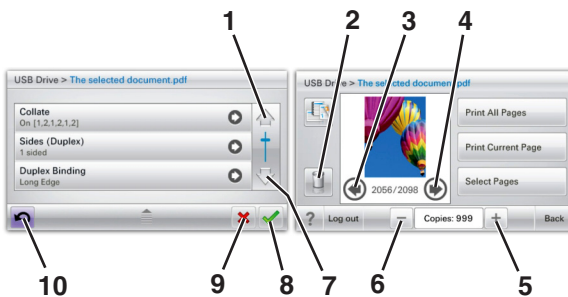 1
2
3
4
USB Drive > The selected document.pdf
Collate
On [1,2,1,2,1,2]
Sides (Duplex)
1 sided
Duplex Binding
Long Edge
USB Drive > The selected document.pdf
Print All Pages
Print Current Page
Select Pages
2056/2098
? Log out
Copies: 999
Back
10
9
8
7
6
5